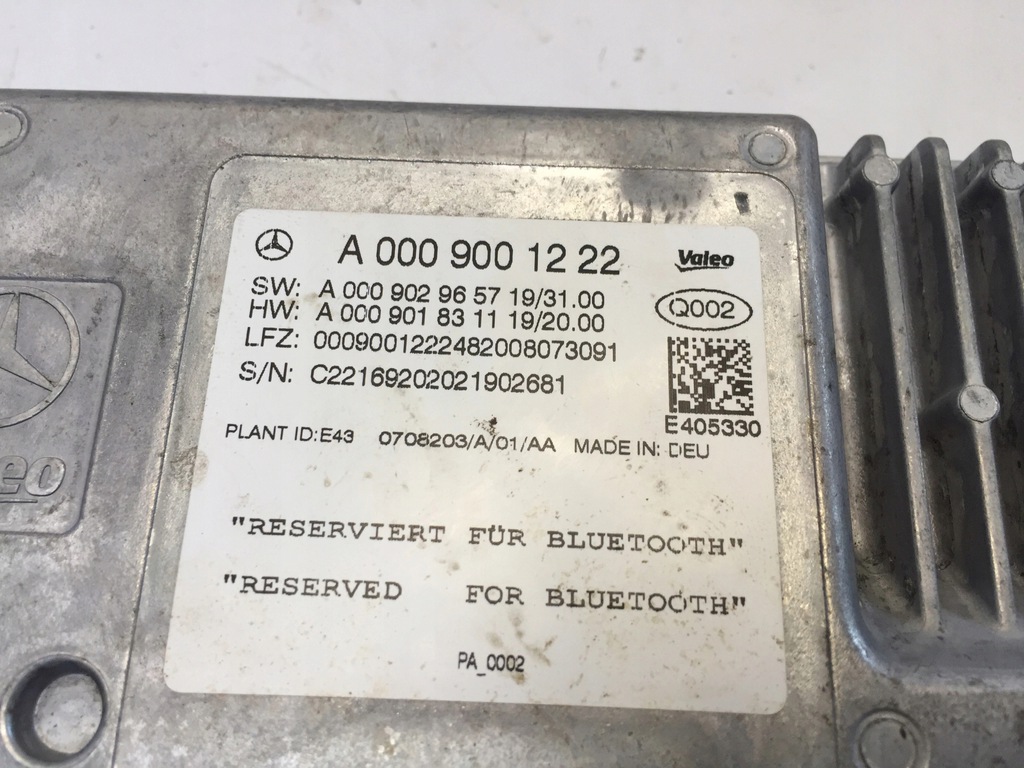 A 000 900 12 22
Valeo
SW: A 000 902 96 57 19/31.00
HW: A 000 901 83 11 19/20.00
Q002
LFZ: 0009001222482008073091
S/N: C22169202021902681
E405330
PLANT ID:E43 0708203/A/01/AA MADE IN: DEU
eo
"RESERVIERT FÜR BLUETOOTH"
"RESERVED FOR BLUETOOTH"
PA_0002